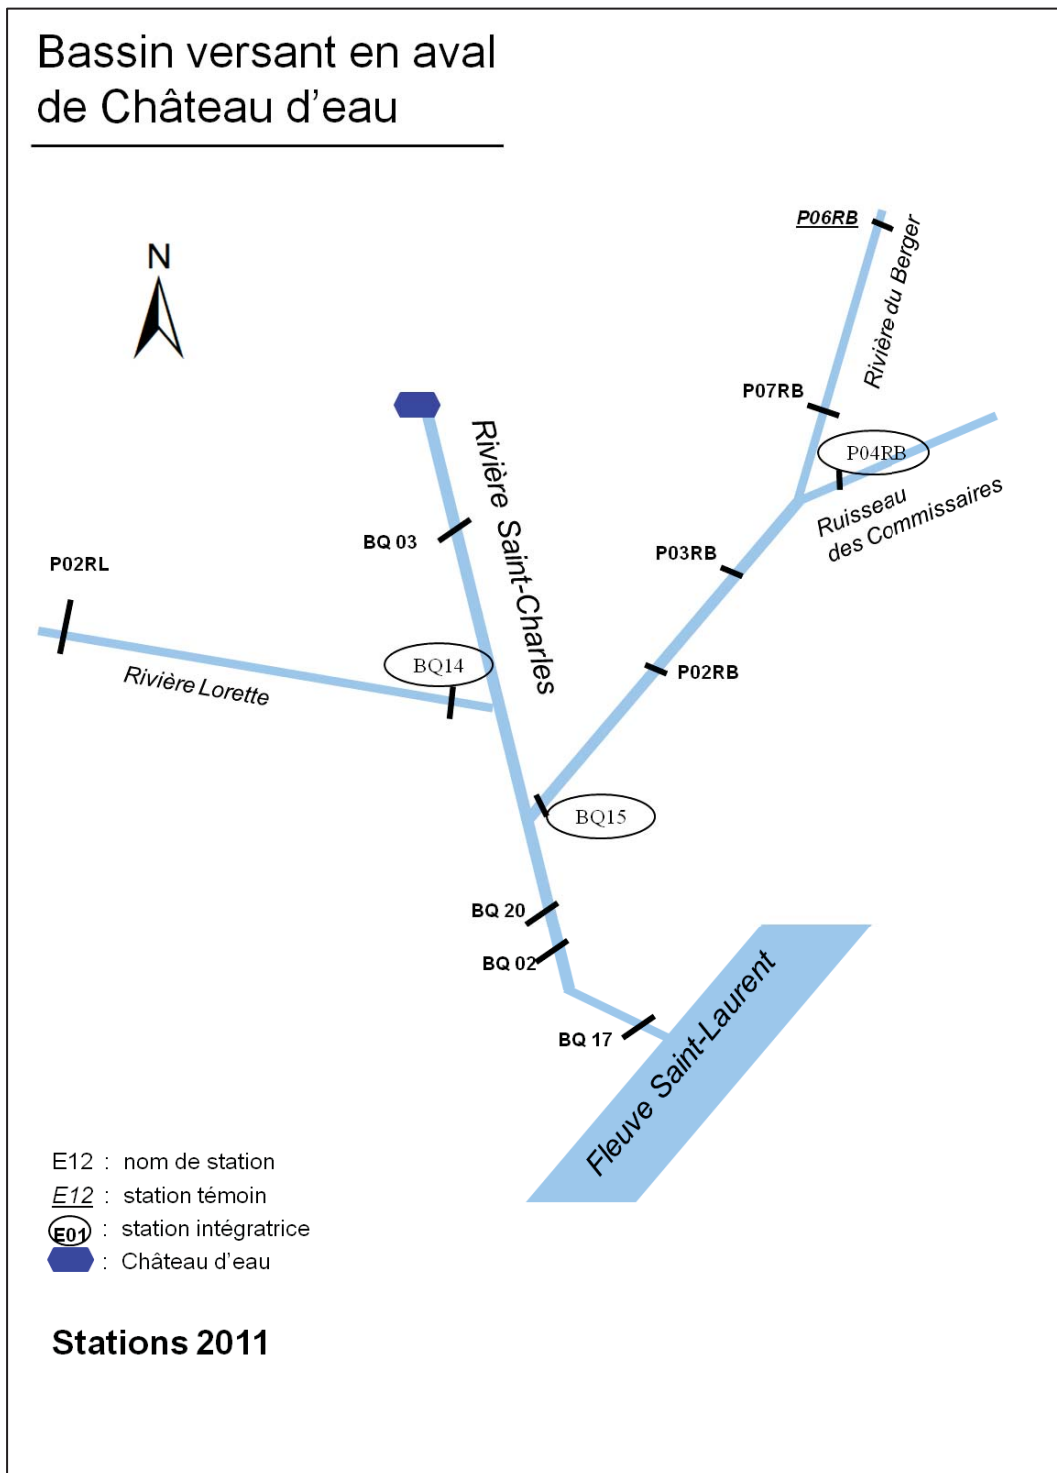 Bassin versant en aval
de Château d'eau
N
P06RB
Rivière du Berger
P07RB
P04RB
Ruisseau
des Commissaires
Rivière Saint-Charles
BQ 03
P03RB
P02RL
BQ14
P02RB
Rivière Lorette
BQ15
BQ 20
BQ 02
BQ 17
Fleuve Saint-Laurent
E12 : nom de station
E12 : station témoin
E01 : station intégratrice
: Château d'eau
Stations 2011